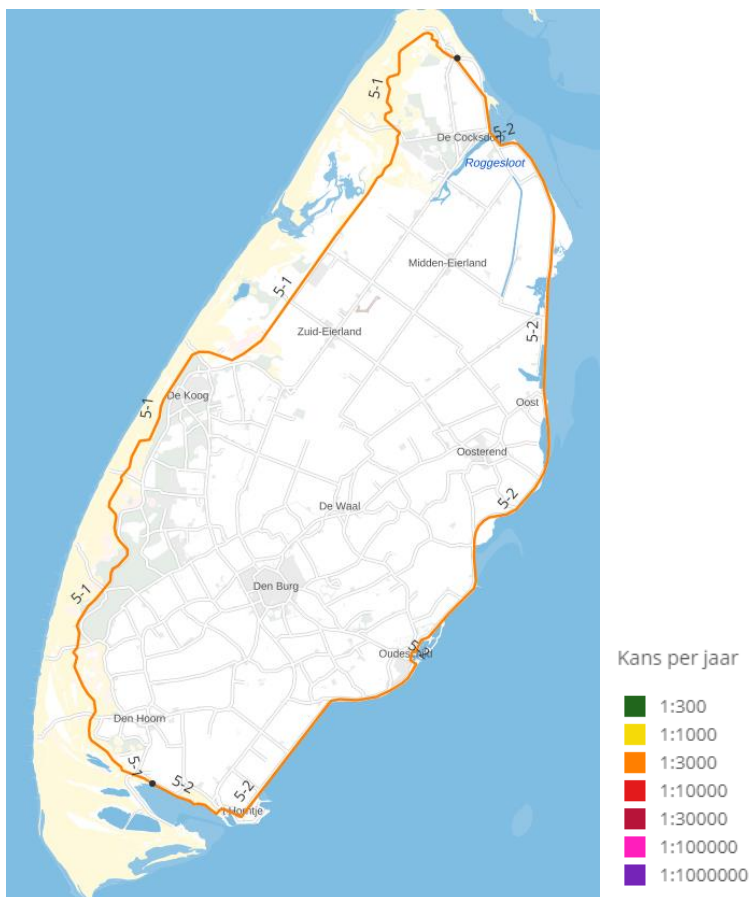 5-1
5-2
De Cocksdorp
Roggesloot
Midden-Eierland
5-1
Zuid-Eierland
5-2
De Koog
5-1
Oost
Oosterend
5-2
De Waal
Den Burg
5-1
5-2
Oudeschild
Den Hoorn
5-1
5-2
5-2
't Horntje
Kans per jaar
1:300
1:1000
1:3000
1:10000
1:30000
1:100000
1:1000000